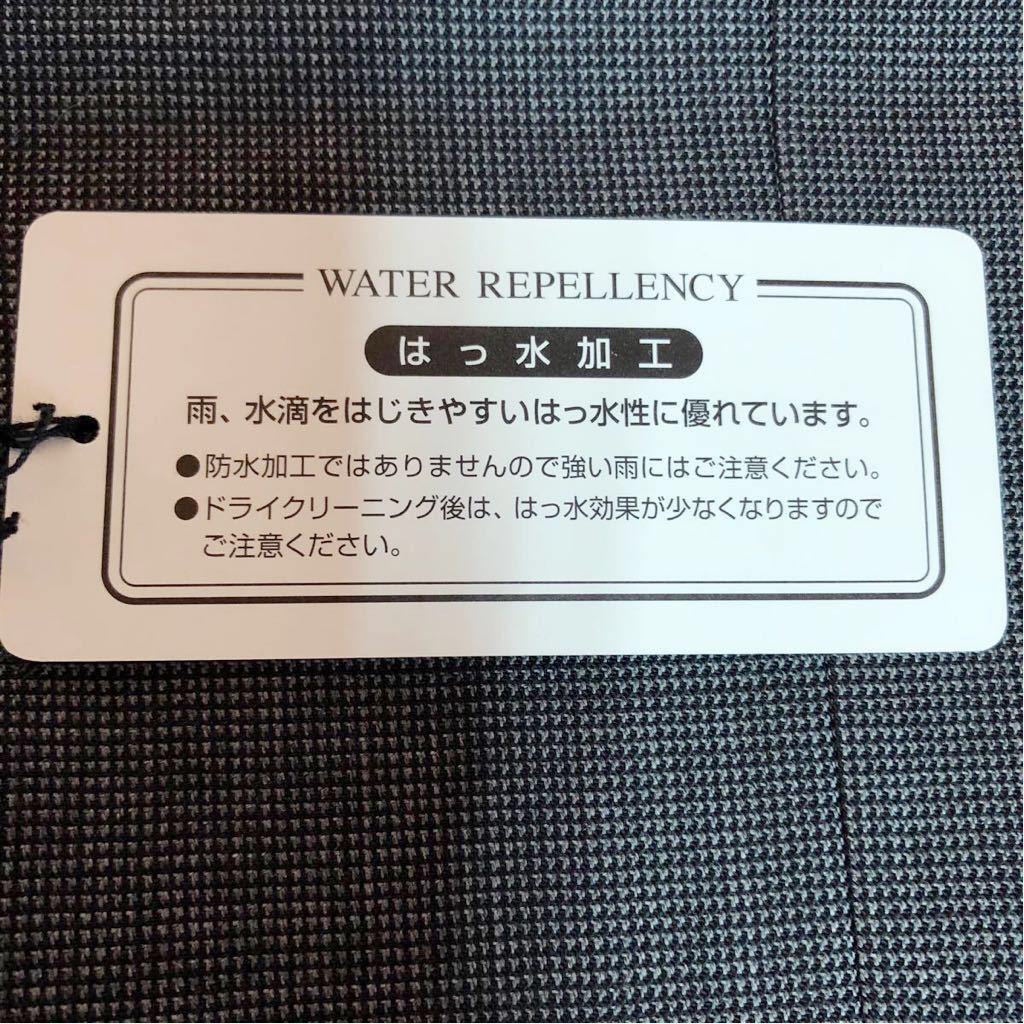 WATER REPELLENCY
はっ水加工
雨、水滴をはじきやすいはっ水性に優れています。
●防水加工ではありませんので強い雨にはご注意ください。
●ドライクリーニング後は、はっ水効果が少なくなりますので
ご注意ください。